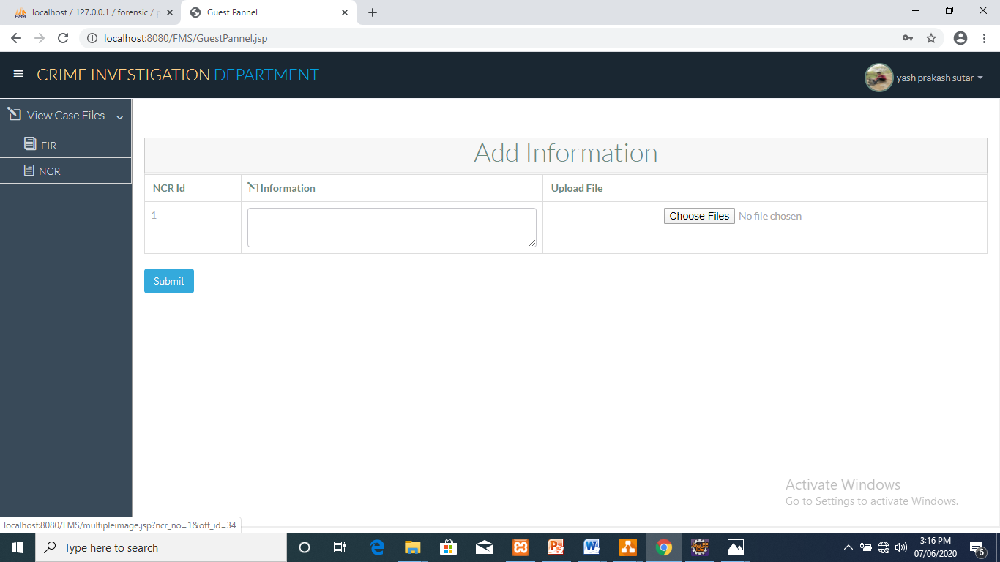 localhost / 127.0.0.1 / forensic / p
Guest Pannel
localhost:8080/FMS/GuestPannel.jsp
CRIME INVESTIGATION DEPARTMENT
yash prakash sutar
View Case Files
FIR
NCR
Add Information
NCR Id Information Upload File
1 Choose Files No file chosen
Submit
Activate Windows
Go to Settings to activate Windows.
localhost:8080/FMS/multipleimage.jsp?ncr_no=1&off_id=34
Type here to search
3:16 PM
07/06/2020
6